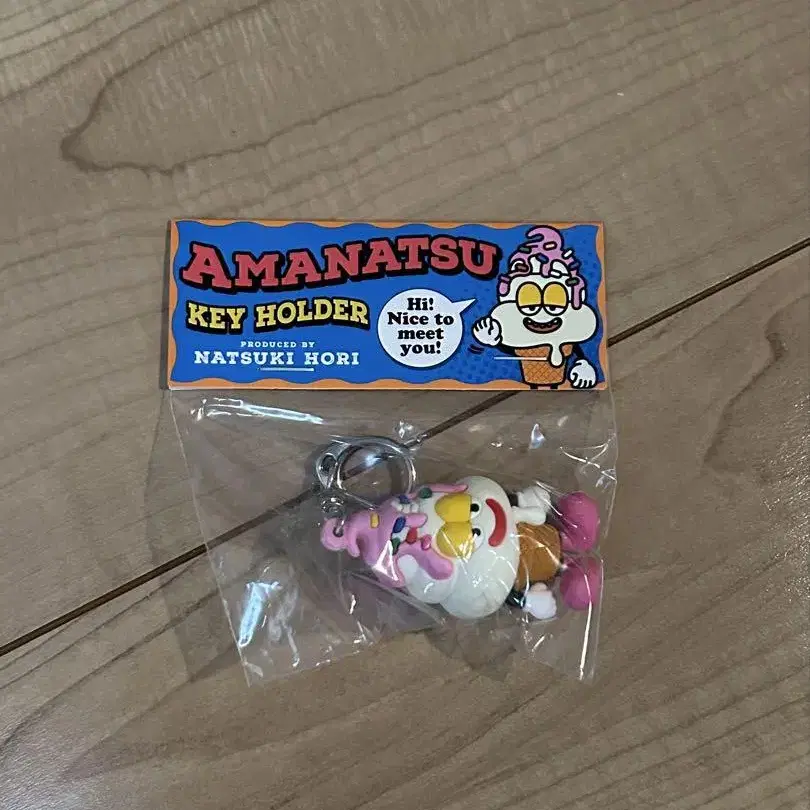 AMANATSU
KEY HOLDER
PRODUCED BY
NATSUKI HORI
Hi!
Nice to
meet
you!